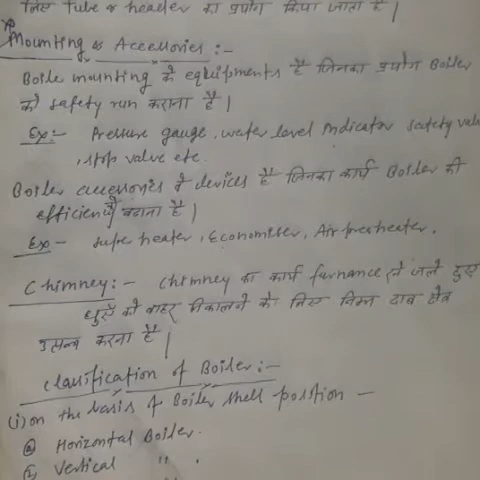 लिए tube व header का प्रयोग किया जाता है|
Mounting & Accessories :-
Boiler mounting वे equipments है जिनका प्रयोग Boiler
को safety run कराना है|
Ex:- Pressure gauge, water level indicator safety valve
, stop valve etc.
Boiler accessories वे devices है जिनका कार्य Boiler की
efficiency को बढाना है|
Ex- super heater, Economiser, Air preheater,
Chimney :- Chimney का कार्य furnance से जले हुए
धुएँ को बाहर निकालने के लिए निम्न दाब क्षेत्र
उत्पन्न करना है|
Classification of Boiler :-
(i) on the basis of Boiler shell position -
(a) Horizontal Boiler.
(b) Vertical " .